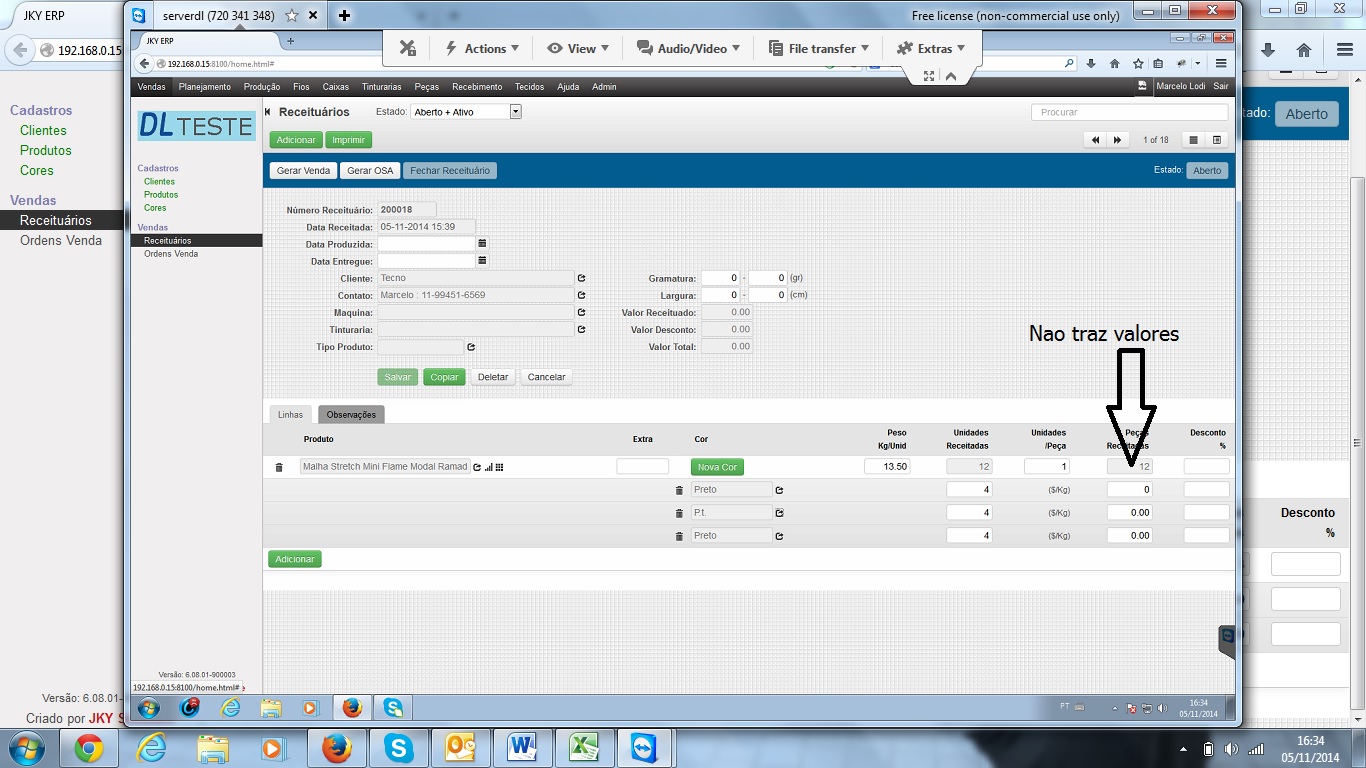 JKY ERP
serverdl (720 341 348)
Free license (non-commercial use only)
192.168.0.15
JKY ERP
Actions
View
Audio/Video
File transfer
Extras
192.168.0.15:8100/home.html#
Vendas Planejamento Produção Fios Caixas Tinturarias Peças Recebimento Tecidos Ajuda Admin
Marcelo Lodi Sair
Cadastros
Clientes
Produtos
Cores
Vendas
Receituários
Ordens Venda
DL TESTE
Cadastros
Clientes
Produtos
Cores
Vendas
Receituários
Ordens Venda
Receituários
Estado: Aberto + Ativo
Procurar
Adicionar Imprimir
1 of 18
Gerar Venda Gerar OSA Fechar Receituário
Estado: Aberto
tado: Aberto
Número Receituário: 200018
Data Receitada: 05-11-2014 15:39
Data Produzida:
Data Entregue:
Cliente: Tecno
Contato: Marcelo : 11-99451-6569
Maquina:
Tinturaria:
Tipo Produto:
Gramatura: 0 - 0 (gr)
Largura: 0 - 0 (cm)
Valor Receituado: 0.00
Valor Desconto: 0.00
Valor Total: 0.00
Nao traz valores
Salvar Copiar Deletar Cancelar
Linhas Observações
Produto Extra Cor Peso Kg/Unid Unidades Receitadas Unidades /Peça Desconto %
Malha Stretch Mini Flame Modal Ramad Nova Cor 13.50 12 1 12
Preto 4 ($/Kg) 0
P.t. 4 ($/Kg) 0.00
Preto 4 ($/Kg) 0.00
Adicionar
Desconto
%
Versão: 6.08.01-900003
192.168.0.15:8100/home.html#
Versão: 6.08.01-
Criado por JKY S
PT
16:34
05/11/2014
16:34
05/11/2014